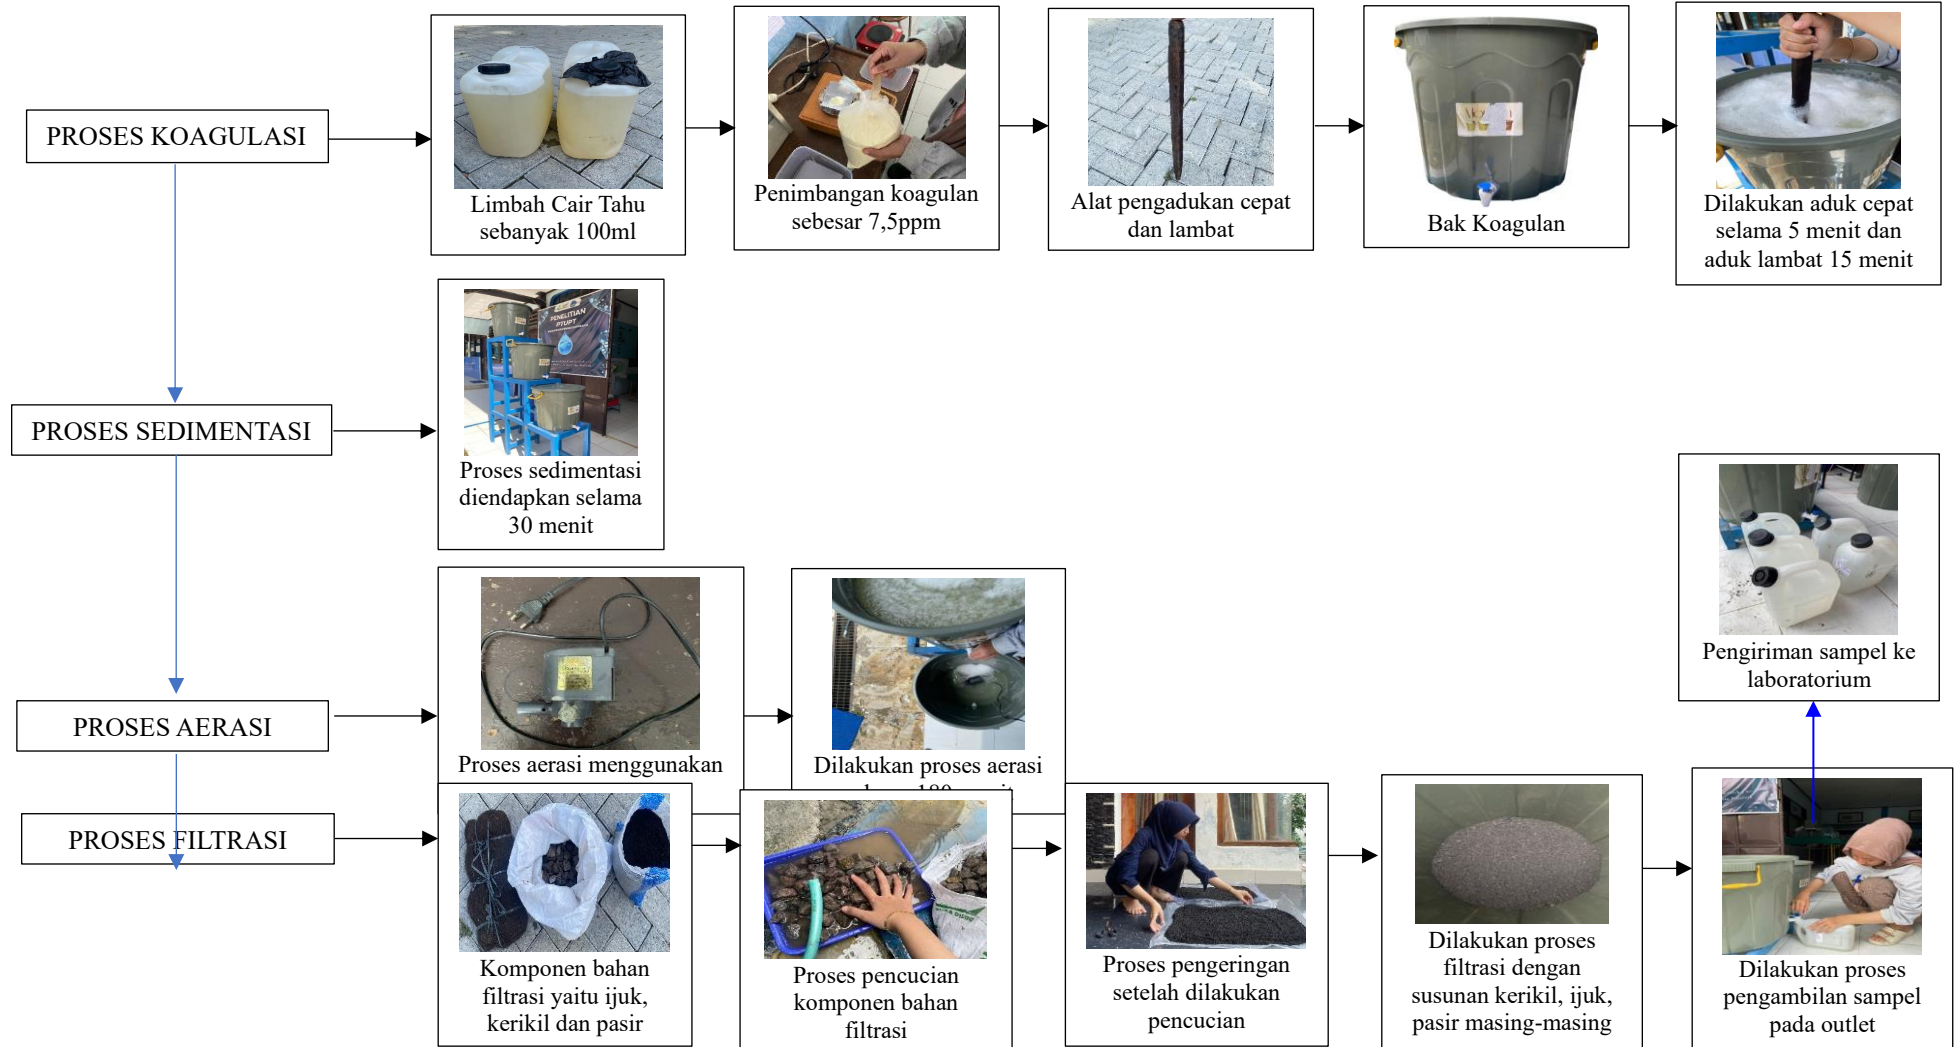 PROSES KOAGULASI
Limbah Cair Tahu
sebanyak 100ml
Penimbangan koagulan
sebesar 7,5ppm
Alat pengadukan cepat
dan lambat
Bak Koagulan
Dilakukan aduk cepat
selama 5 menit dan
aduk lambat 15 menit
PROSES SEDIMENTASI
PENELITIAN
PTUPT
Proses sedimentasi
diendapkan selama
30 menit
PROSES AERASI
Proses aerasi menggunakan
Dilakukan proses aerasi
180
Pengiriman sampel ke
laboratorium
PROSES FILTRASI
Komponen bahan
filtrasi yaitu ijuk,
kerikil dan pasir
Proses pencucian
komponen bahan
filtrasi
Proses pengeringan
setelah dilakukan
pencucian
Dilakukan proses
filtrasi dengan
susunan kerikil, ijuk,
pasir masing-masing
Dilakukan proses
pengambilan sampel
pada outlet